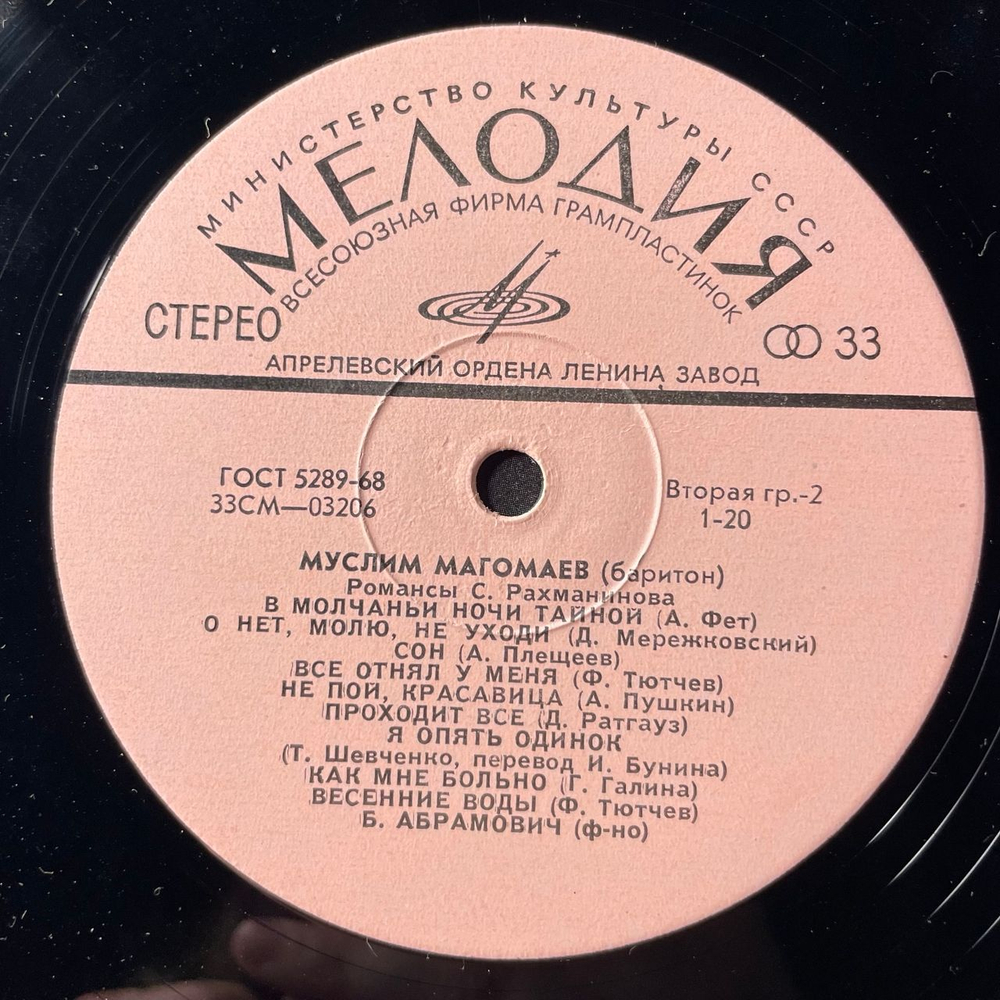 МИНИСТЕРСТВО КУЛЬТУРЫ СССР
МЕЛОДИЯ
ВСЕСОЮЗНАЯ ФИРМА ГРАМПЛАСТИНОК
СТЕРЕО
33
АПРЕЛЕВСКИЙ ОРДЕНА ЛЕНИНА ЗАВОД
ГОСТ 5289-68
33СМ—03206
Вторая гр.-2
1-20
МУСЛИМ МАГОМАЕВ (баритон)
Романсы С. Рахманинова
В МОЛЧАНЬИ НОЧИ ТАЙНОЙ (А. Фет)
О НЕТ, МОЛЮ, НЕ УХОДИ (Д. Мережковский)
СОН (А. Плещеев)
ВСЕ ОТНЯЛ У МЕНЯ (Ф. Тютчев)
НЕ ПОЙ, КРАСАВИЦА (А. Пушкин)
ПРОХОДИТ ВСЕ (Д. Ратгауз)
Я ОПЯТЬ ОДИНОК
(Т. Шевченко, перевод И. Бунина)
КАК МНЕ БОЛЬНО (Г. Галина)
ВЕСЕННИЕ ВОДЫ (Ф. Тютчев)
Б. АБРАМОВИЧ (ф-но)